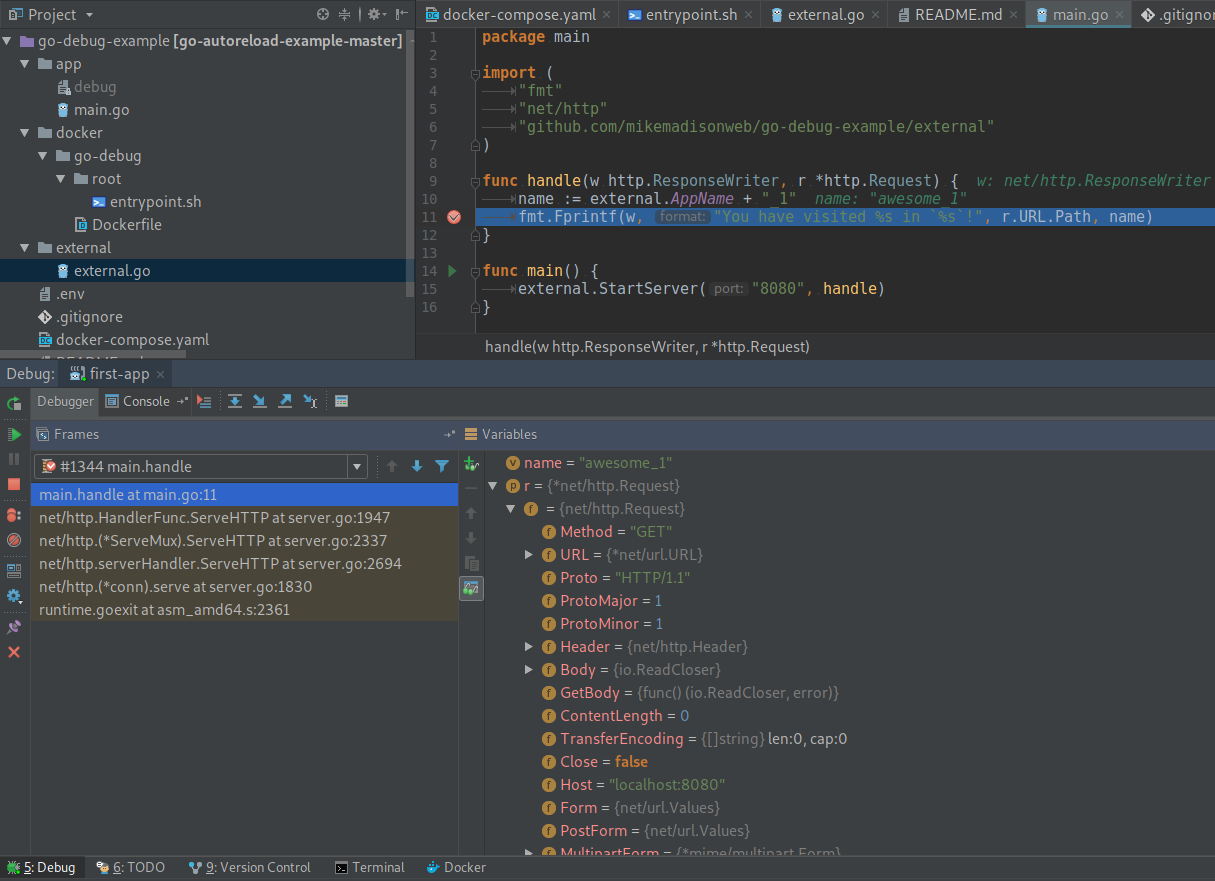 Project
go-debug-example [go-autoreload-example-master]
app
debug
main.go
docker
go-debug
root
entrypoint.sh
Dockerfile
external
external.go
.env
.gitignore
docker-compose.yaml
docker-compose.yaml entrypoint.sh external.go README.md main.go .gitignor
1 package main
2
3 import (
4 "fmt"
5 "net/http"
6 "github.com/mikemadisonweb/go-debug-example/external"
7 )
8
9 func handle(w http.ResponseWriter, r *http.Request) { w: net/http.ResponseWriter
10 name := external.AppName + "_1" name: "awesome_1"
11 fmt.Fprintf(w, format: "You have visited %s in `%s`!", r.URL.Path, name)
12 }
13
14 func main() {
15 external.StartServer( port: "8080", handle)
16 }
handle(w http.ResponseWriter, r *http.Request)
Debug: first-app
Debugger Console
Frames
#1344 main.handle
main.handle at main.go:11
net/http.HandlerFunc.ServeHTTP at server.go:1947
net/http.(*ServeMux).ServeHTTP at server.go:2337
net/http.serverHandler.ServeHTTP at server.go:2694
net/http.(*conn).serve at server.go:1830
runtime.goexit at asm_amd64.s:2361
Variables
name = "awesome_1"
r = {*net/http.Request}
= {net/http.Request}
Method = "GET"
URL = {*net/url.URL}
Proto = "HTTP/1.1"
ProtoMajor = 1
ProtoMinor = 1
Header = {net/http.Header}
Body = {io.ReadCloser}
GetBody = {func() (io.ReadCloser, error)}
ContentLength = 0
TransferEncoding = {[]string} len:0, cap:0
Close = false
Host = "localhost:8080"
Form = {net/url.Values}
PostForm = {net/url.Values}
MultipartForm = {*mime/multipart.Form}
5: Debug 6: TODO 9: Version Control Terminal Docker